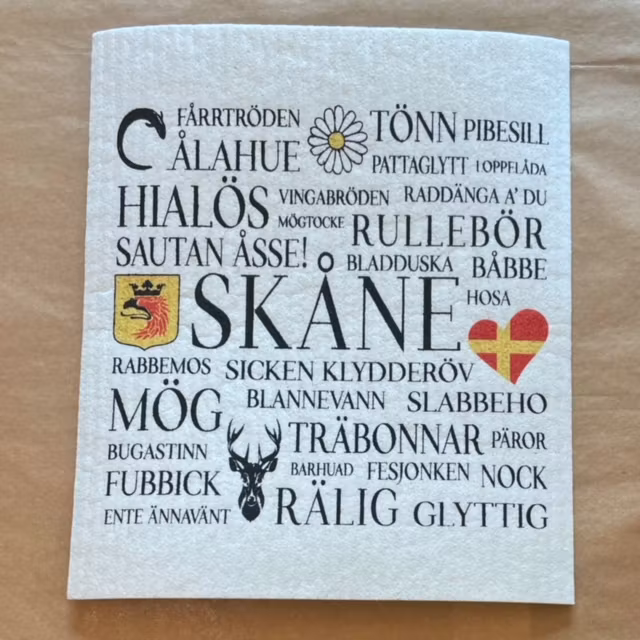 FÅRRTRÖDEN TÖNN PIBESILL
ÅLAHUE PATTAGLYTT I OPPELÅDA
HIALÖS VINGABRÖDEN RADDÄNGA A' DU
MÖGTOCKE RULLEBÖR
SAUTAN ÅSSE! BLADDUSKA BÅBBE
SKÅNE HOSA
RABBEMOS SICKEN KLYDDERÖV
MÖG BLANNEVANN SLABBEHO
BUGASTINN TRÄBONNAR PÄROR
FUBBICK BARHUAD FESJONKEN NOCK
ENTE ÄNNAVÄNT RÄLIG GLYTTIG